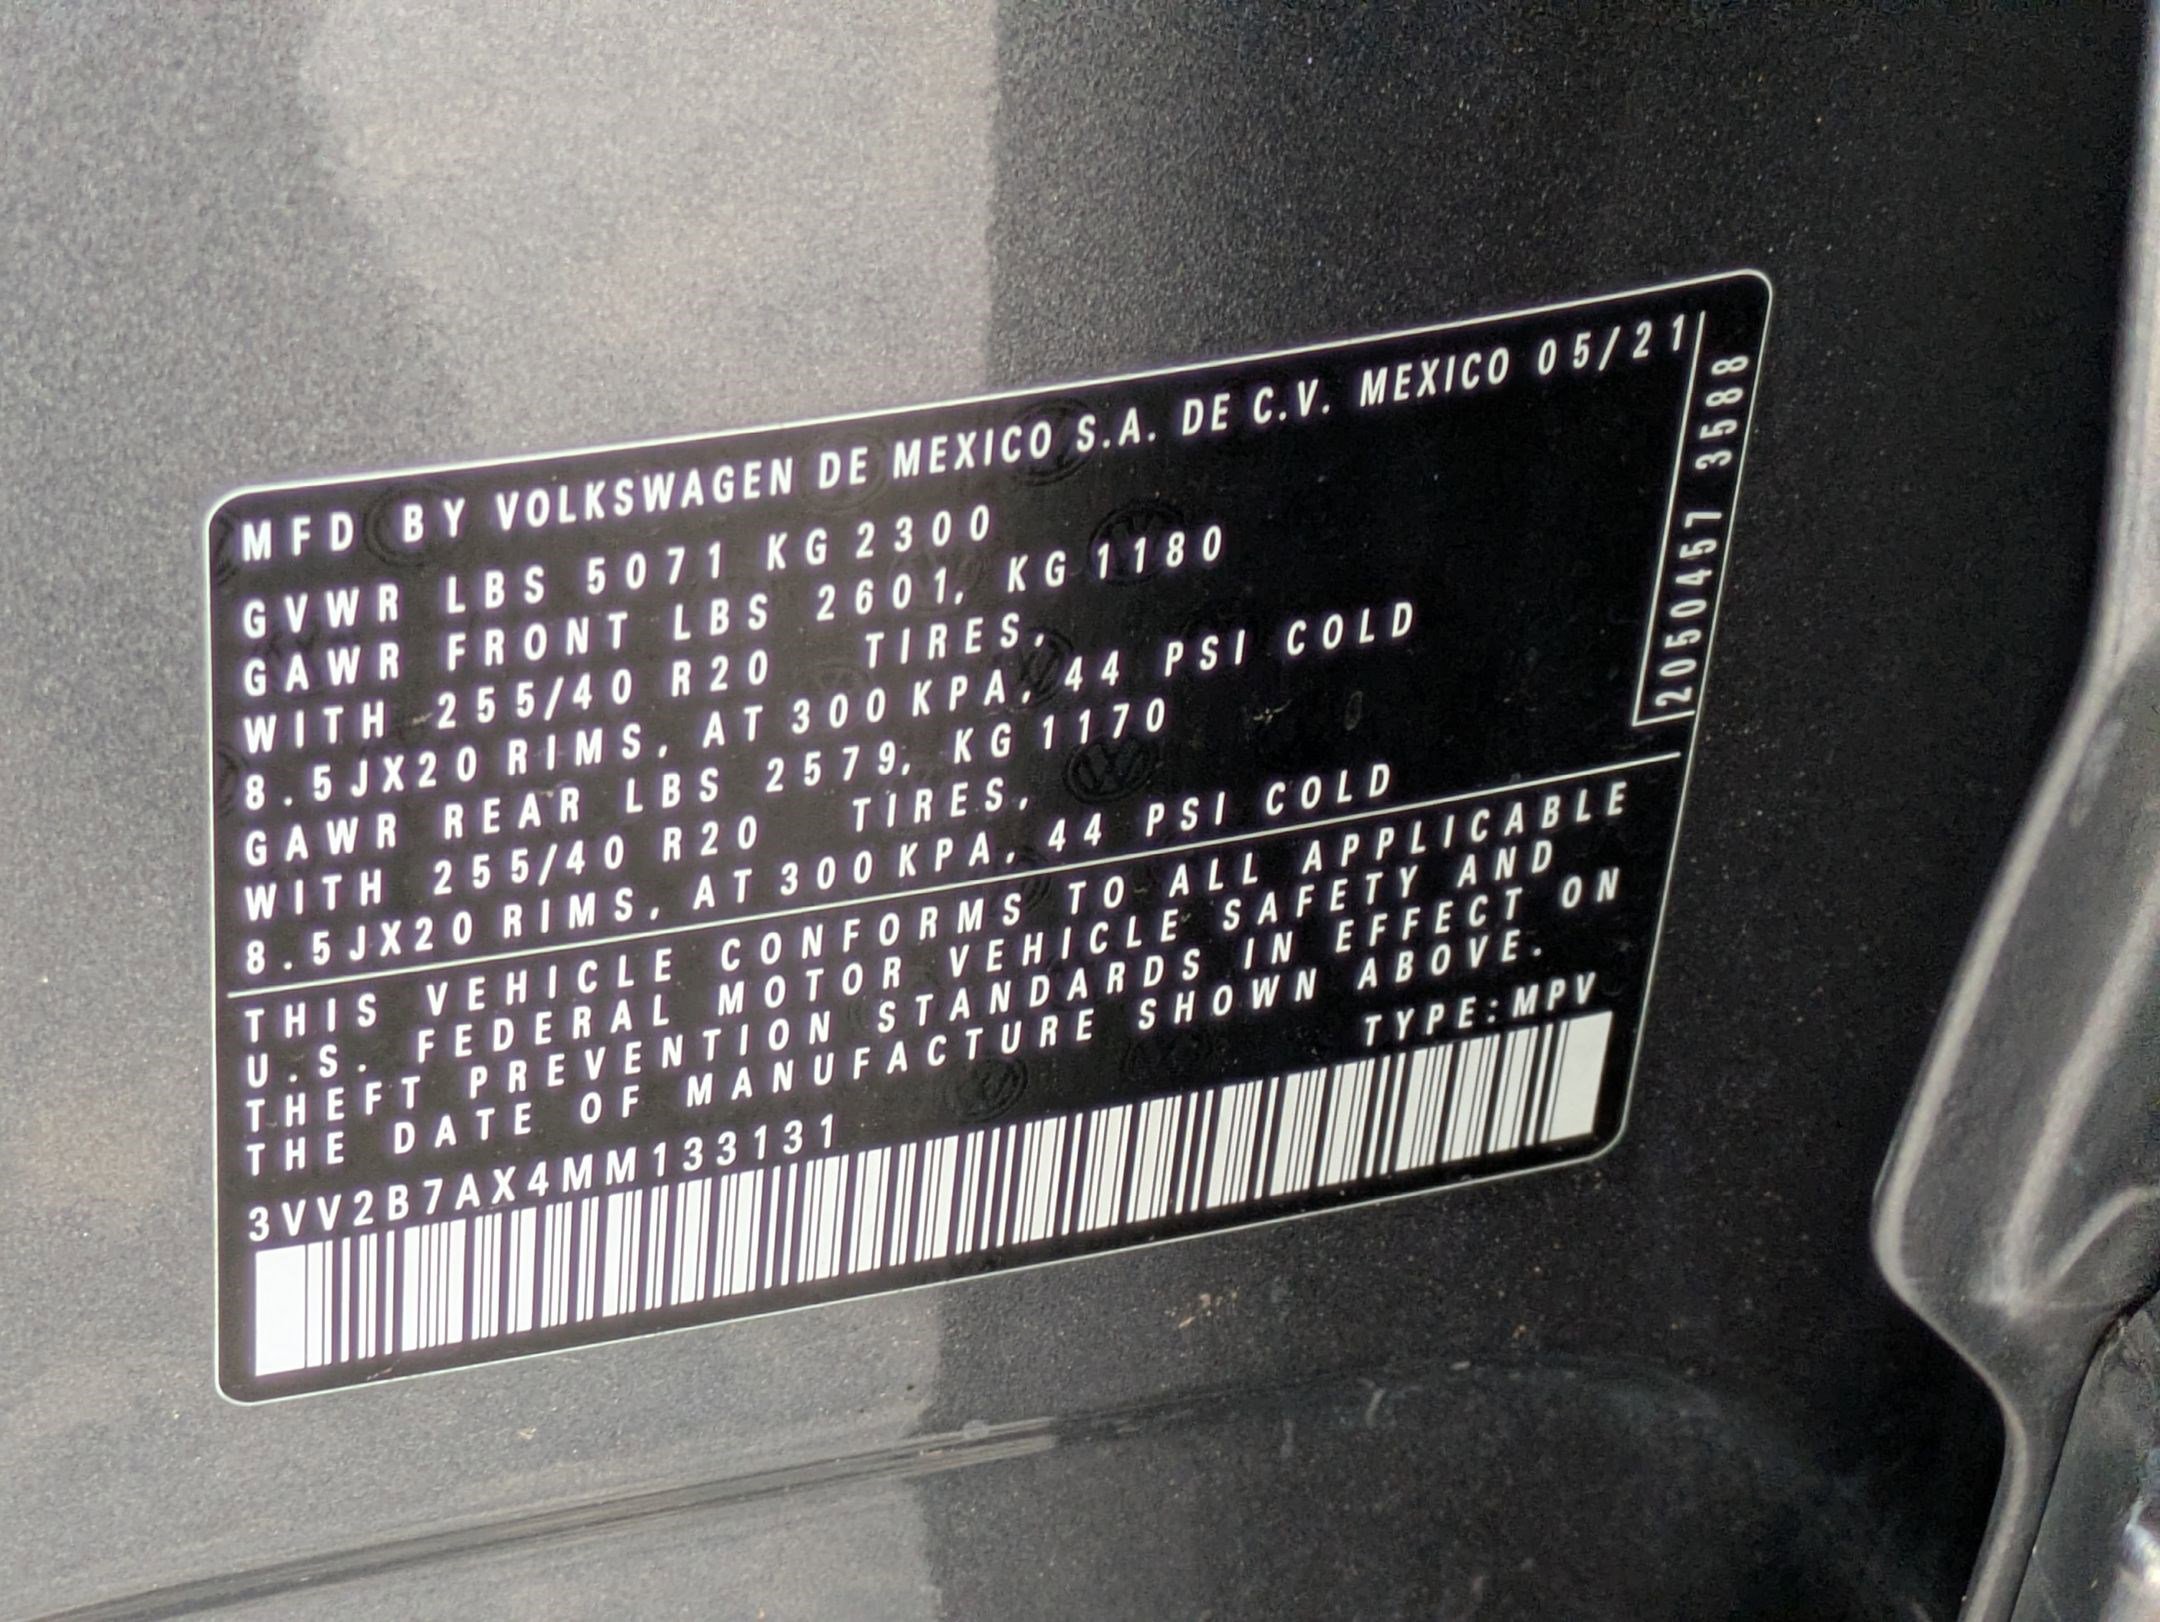 MFD BY VOLKSWAGEN DE MEXICO S.A. DE C.V. MEXICO 05/21
GVWR LBS 5071 KG 2300
GAWR FRONT LBS 2601, KG 1180
WITH 255/40 R20 TIRES,
8.5JX20 RIMS, AT 300 KPA, 44 PSI COLD
GAWR REAR LBS 2579, KG 1170
WITH 255/40 R20 TIRES,
8.5JX20 RIMS, AT 300 KPA, 44 PSI COLD
2050457 3588
THIS VEHICLE CONFORMS TO ALL APPLICABLE
U.S. FEDERAL MOTOR VEHICLE SAFETY AND
THEFT PREVENTION STANDARDS IN EFFECT ON
THE DATE OF MANUFACTURE SHOWN ABOVE.
3VV2B7AX4MM133131 TYPE:MPV